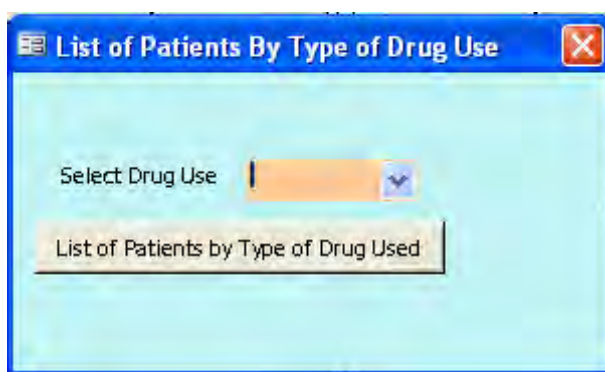 List of Patients By Type of Drug Use
Select Drug Use
List of Patients by Type of Drug Used